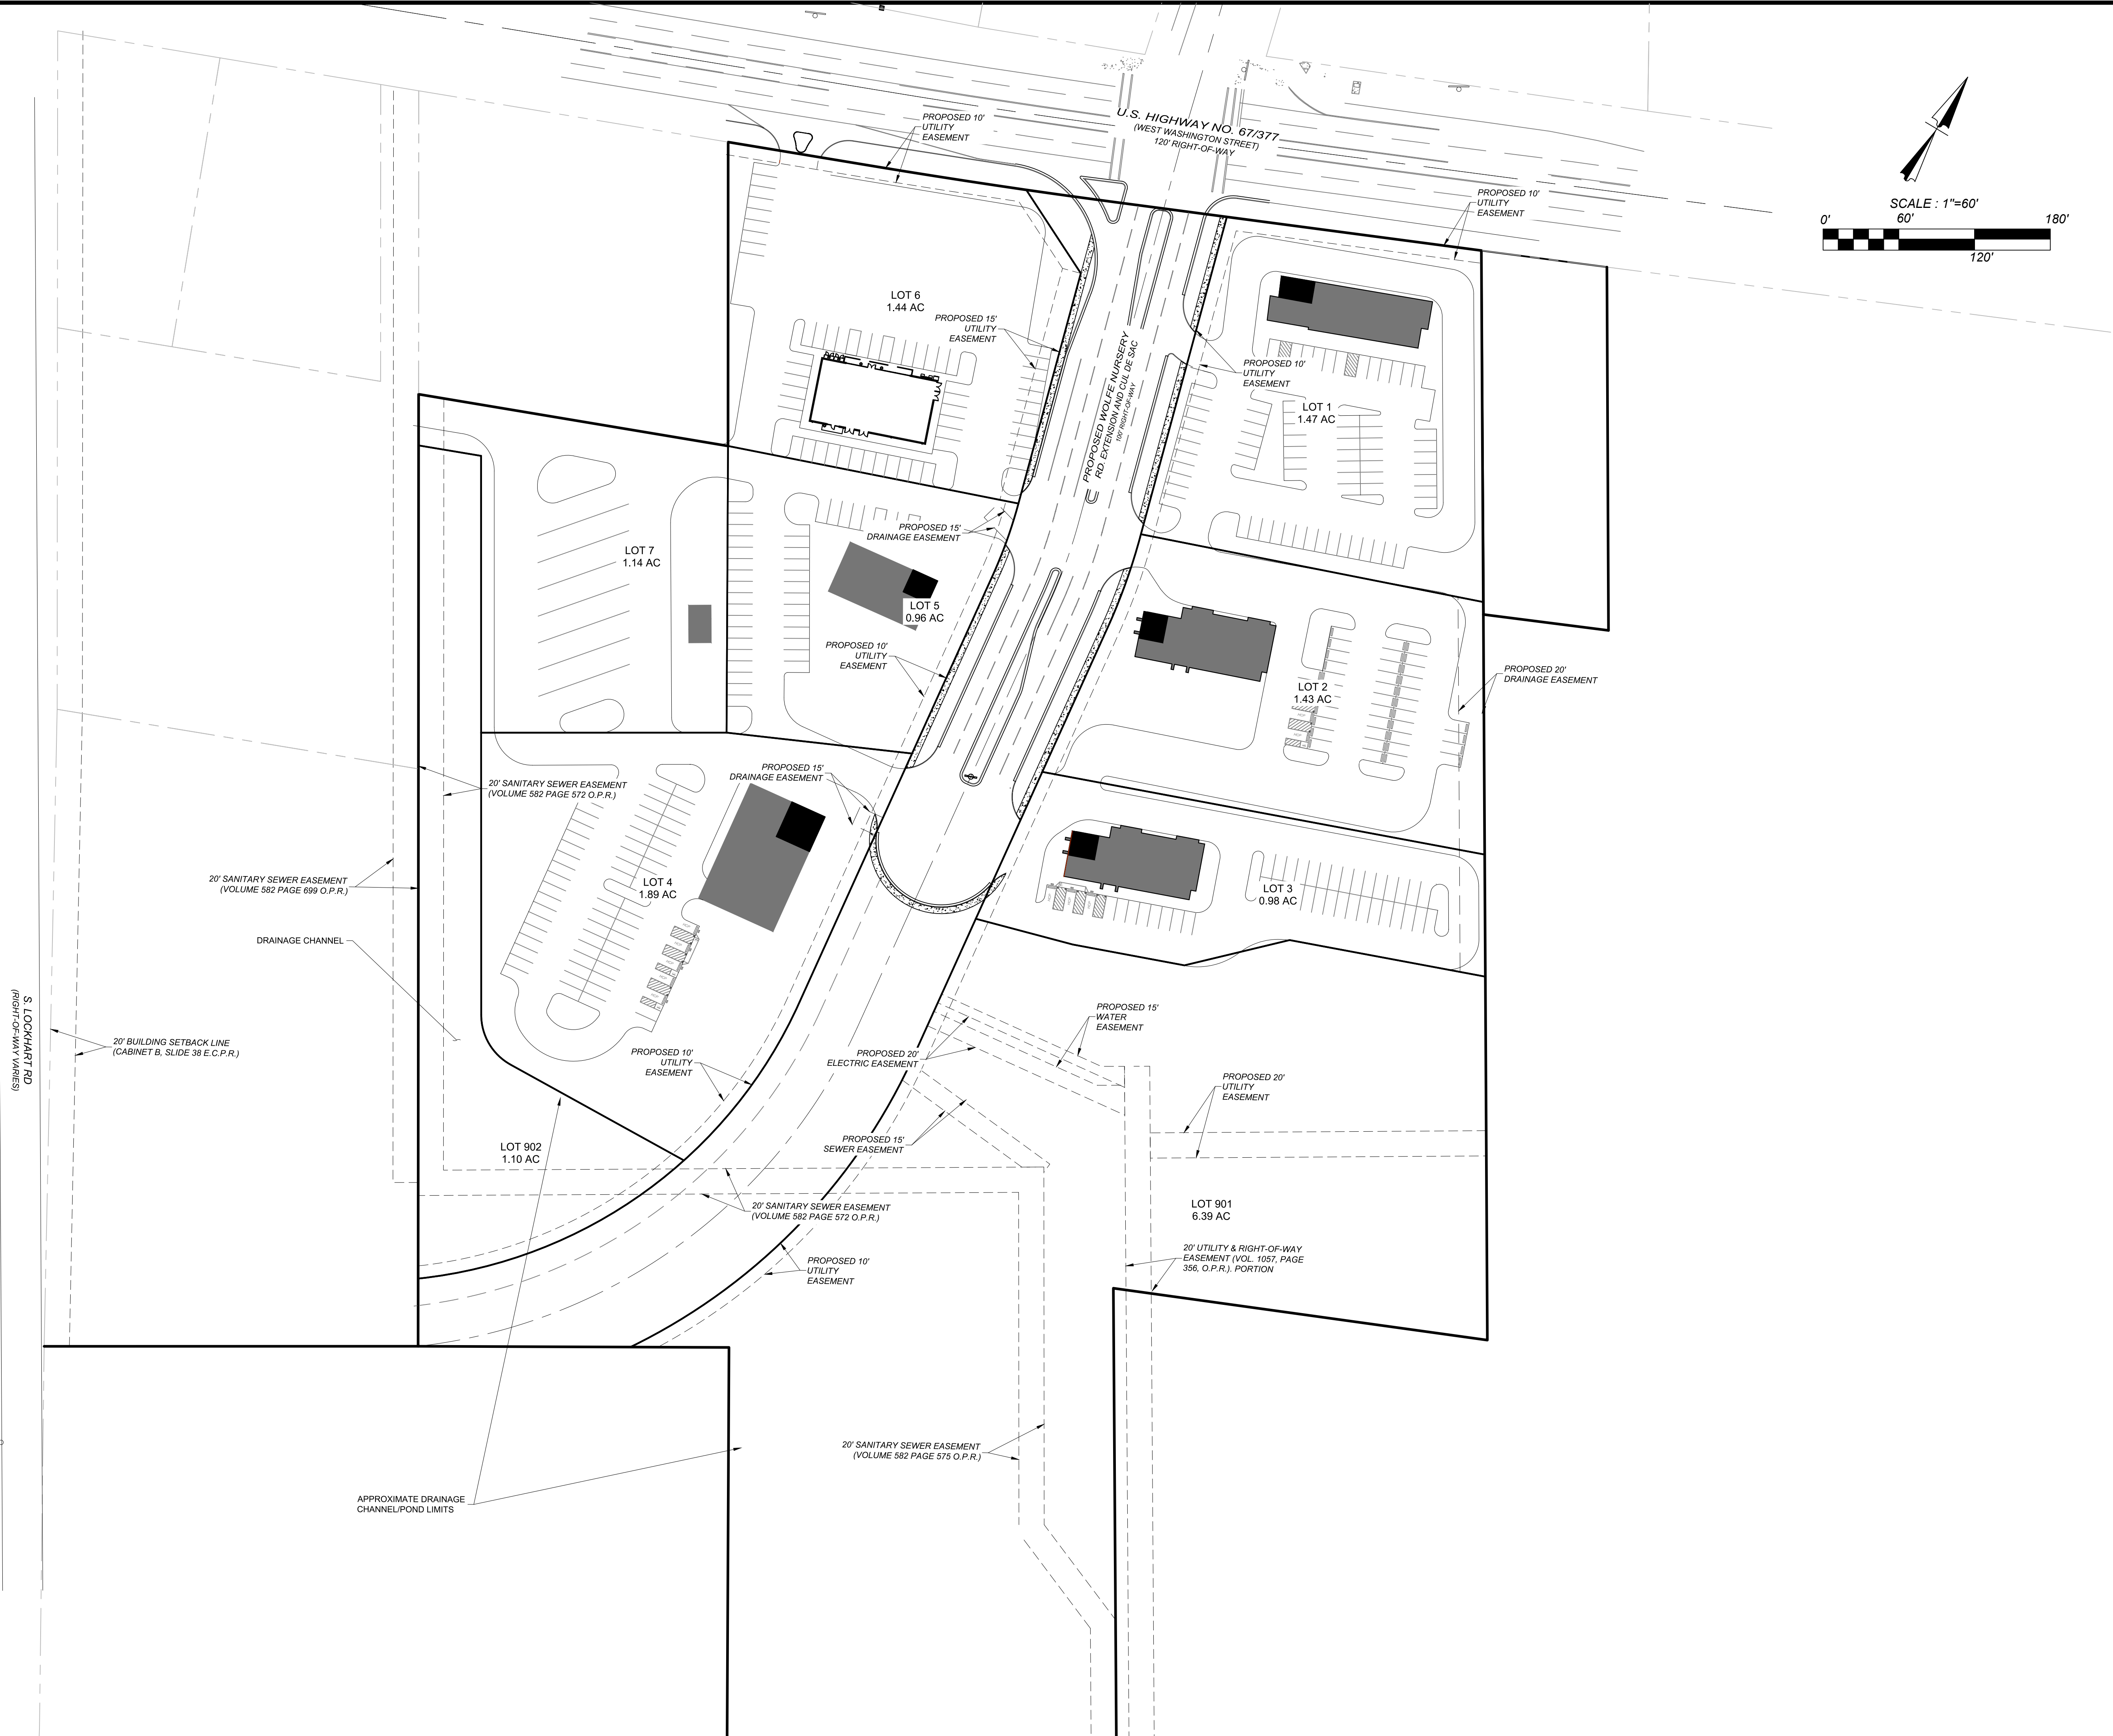 PROPOSED 10'
UTILITY
EASEMENT
U.S. HIGHWAY NO. 67/377
(WEST WASHINGTON STREET)
120' RIGHT-OF-WAY
PROPOSED 10'
UTILITY
EASEMENT
SCALE : 1"=60'
0'
60'
180'
120'
LOT 6
1.44 AC
PROPOSED 15'
UTILITY
EASEMENT
PROPOSED WOLFE NURSERY
RD. EXTENSION AND CUL DE SAC
100' RIGHT-OF-WAY
PROPOSED 10'
UTILITY
EASEMENT
LOT 1
1.47 AC
PROPOSED 15'
DRAINAGE EASEMENT
LOT 7
1.14 AC
LOT 5
0.96 AC
PROPOSED 10'
UTILITY
EASEMENT
LOT 2
1.43 AC
PROPOSED 20'
DRAINAGE EASEMENT
PROPOSED 15'
DRAINAGE EASEMENT
20' SANITARY SEWER EASEMENT
(VOLUME 582 PAGE 572 O.P.R.)
20' SANITARY SEWER EASEMENT
(VOLUME 582 PAGE 699 O.P.R.)
LOT 4
1.89 AC
LOT 3
0.98 AC
DRAINAGE CHANNEL
S. LOCKHART RD
(RIGHT-OF-WAY VARIES)
20' BUILDING SETBACK LINE
(CABINET B, SLIDE 38 E.C.P.R.)
PROPOSED 10'
UTILITY
EASEMENT
PROPOSED 20'
ELECTRIC EASEMENT
PROPOSED 15'
WATER
EASEMENT
PROPOSED 20'
UTILITY
EASEMENT
PROPOSED 15'
SEWER EASEMENT
LOT 902
1.10 AC
20' SANITARY SEWER EASEMENT
(VOLUME 582 PAGE 572 O.P.R.)
LOT 901
6.39 AC
PROPOSED 10'
UTILITY
EASEMENT
20' UTILITY & RIGHT-OF-WAY
EASEMENT (VOL. 1057, PAGE
356, O.P.R.). PORTION
20' SANITARY SEWER EASEMENT
(VOLUME 582 PAGE 575 O.P.R.)
APPROXIMATE DRAINAGE
CHANNEL/POND LIMITS